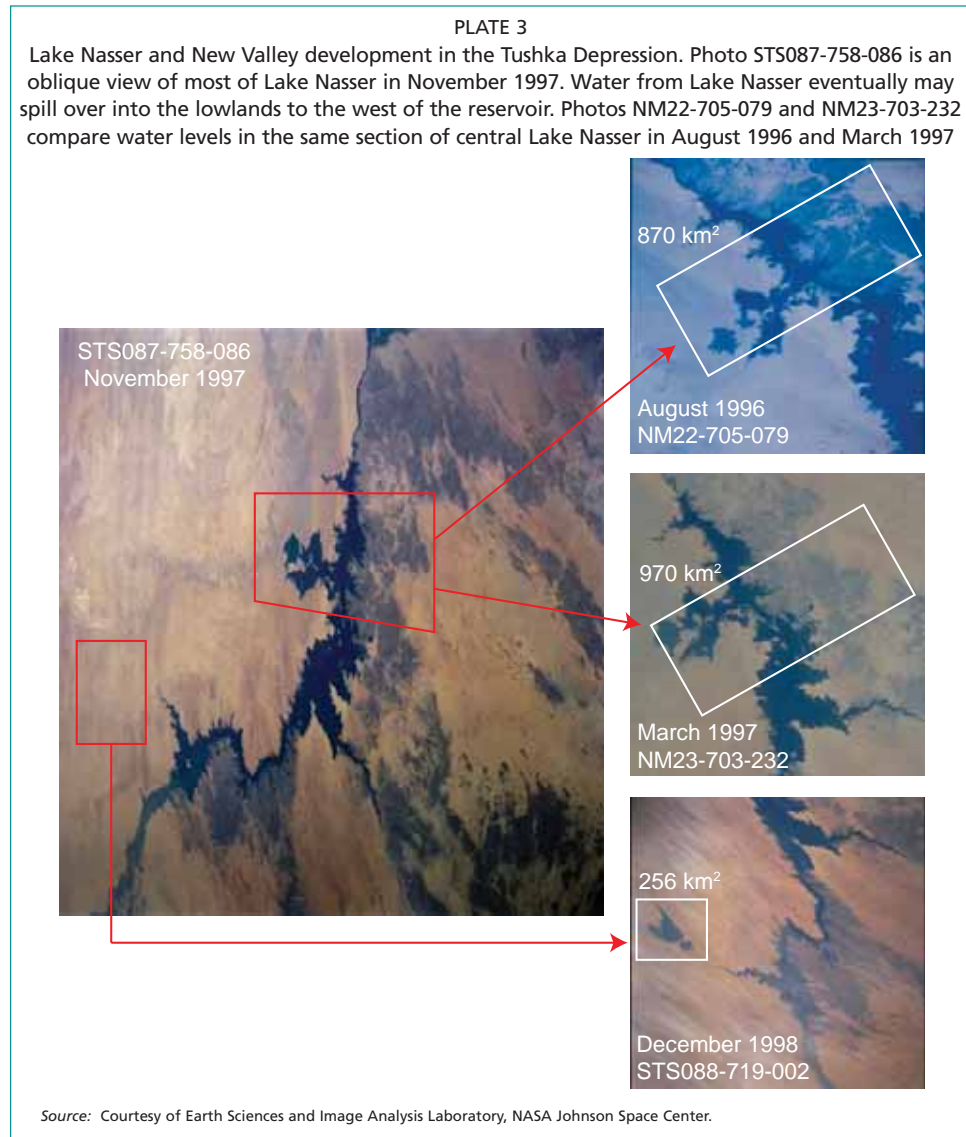 PLATE 3
Lake Nasser and New Valley development in the Tushka Depression. Photo STS087-758-086 is an
oblique view of most of Lake Nasser in November 1997. Water from Lake Nasser eventually may
spill over into the lowlands to the west of the reservoir. Photos NM22-705-079 and NM23-703-232
compare water levels in the same section of central Lake Nasser in August 1996 and March 1997
STS087-758-086
November 1997
870 km²
August 1996
NM22-705-079
970 km²
March 1997
NM23-703-232
256 km²
December 1998
STS088-719-002
Source: Courtesy of Earth Sciences and Image Analysis Laboratory, NASA Johnson Space Center.